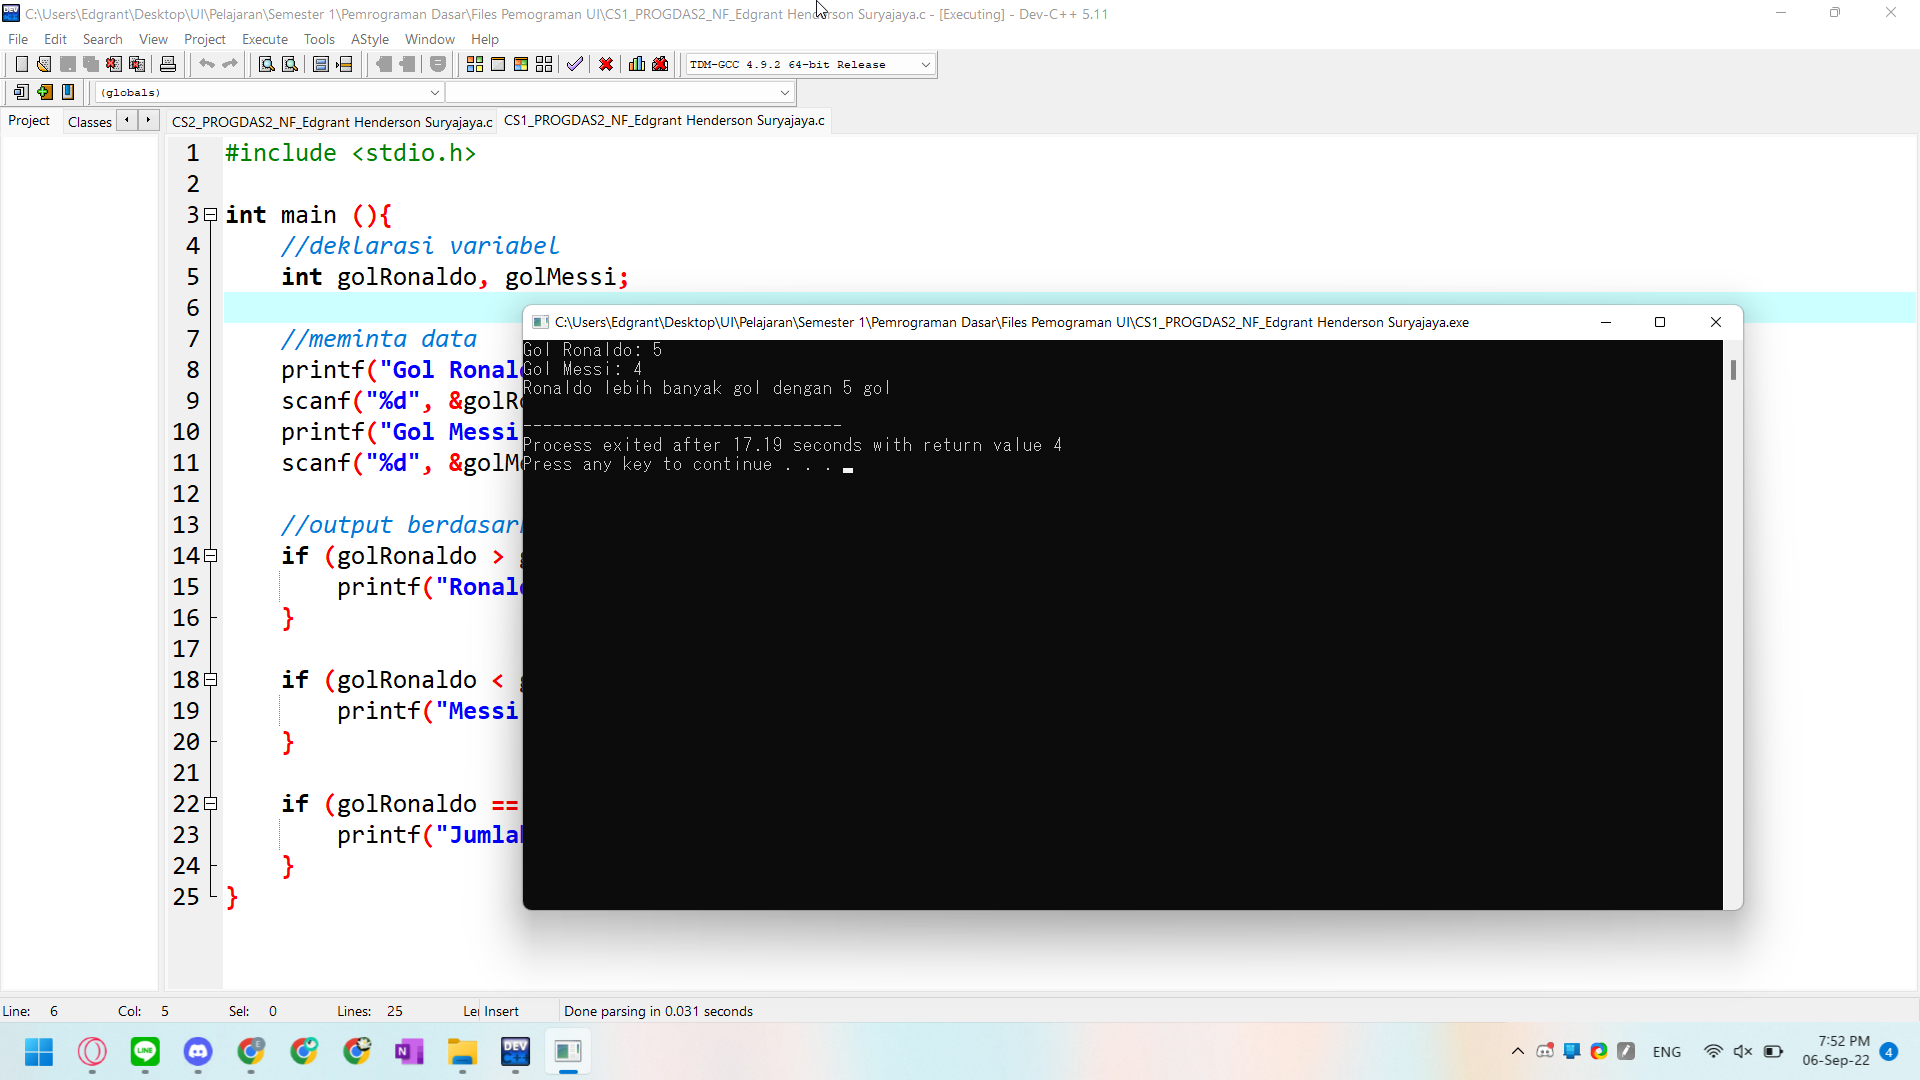 C:\Users\Edgrant\Desktop\UI\Pelajaran\Semester 1\Pemrograman Dasar\Files Pemograman UI\CS1_PROGDAS2_NF_Edgrant Henderson Suryajaya.c - [Executing] - Dev-C++ 5.11
File Edit Search View Project Execute Tools AStyle Window Help
TDM-GCC 4.9.2 64-bit Release
(globals)
Project Classes CS2_PROGDAS2_NF_Edgrant Henderson Suryajaya.c CS1_PROGDAS2_NF_Edgrant Henderson Suryajaya.c
1 #include <stdio.h>
2
3 int main (){
4 //deklarasi variabel
5 int golRonaldo, golMessi;
6
7 //meminta data
8 printf("Gol Ronal
9 scanf("%d", &golR
10 printf("Gol Messi
11 scanf("%d", &golM
12
13 //output berdasar
14 if (golRonaldo >
15 printf("Ronal
16 }
17
18 if (golRonaldo <
19 printf("Messi
20 }
21
22 if (golRonaldo ==
23 printf("Jumla
24 }
25 }
C:\Users\Edgrant\Desktop\UI\Pelajaran\Semester 1\Pemrograman Dasar\Files Pemograman UI\CS1_PROGDAS2_NF_Edgrant Henderson Suryajaya.exe
Gol Ronaldo: 5
Gol Messi: 4
Ronaldo lebih banyak gol dengan 5 gol
--------------------------------
Process exited after 17.19 seconds with return value 4
Press any key to continue . . .
Line: 6 Col: 5 Sel: 0 Lines: 25 Le Insert Done parsing in 0.031 seconds
ENG
7:52 PM
06-Sep-22
4